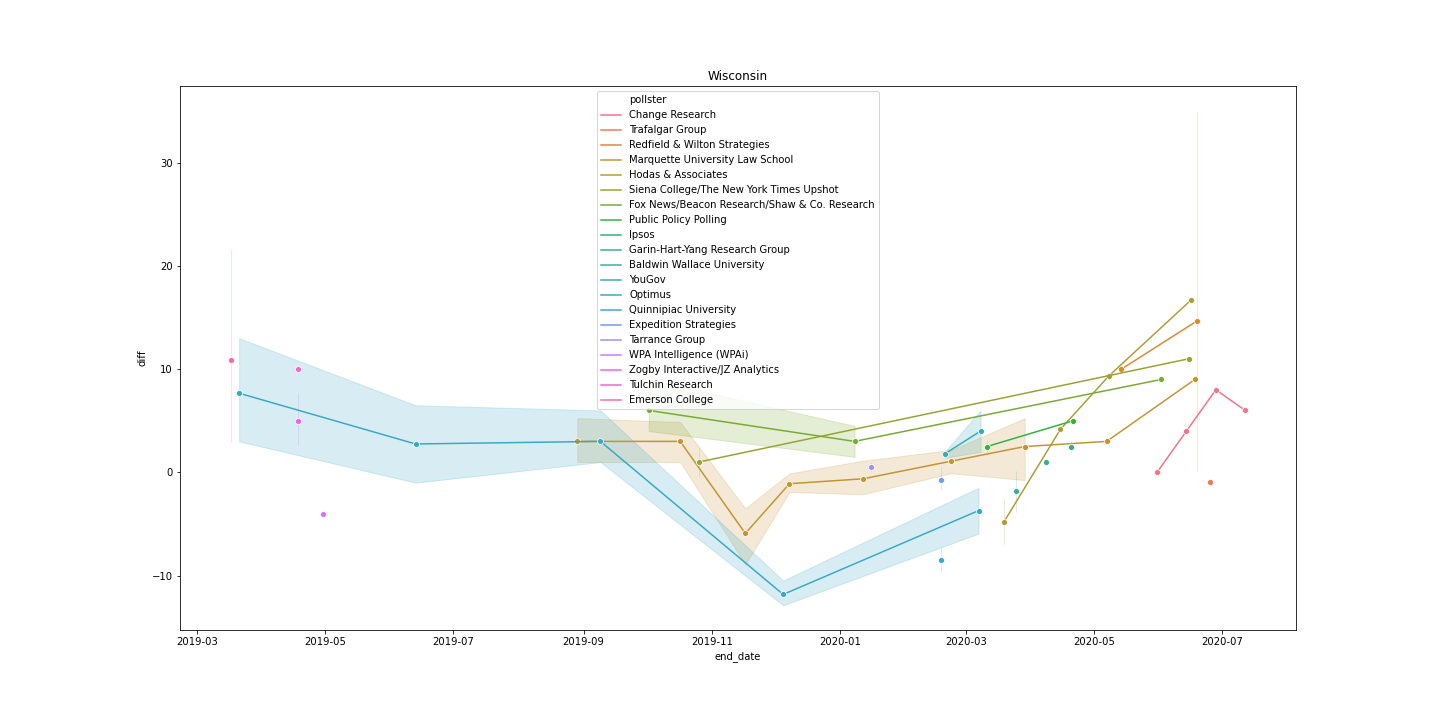 Wisconsin
pollster
Change Research
Trafalgar Group
Redfield & Wilton Strategies
Marquette University Law School
Hodas & Associates
Siena College/The New York Times Upshot
Fox News/Beacon Research/Shaw & Co. Research
Public Policy Polling
Ipsos
Garin-Hart-Yang Research Group
Baldwin Wallace University
YouGov
Optimus
Quinnipiac University
Expedition Strategies
Tarrance Group
WPA Intelligence (WPAi)
Zogby Interactive/JZ Analytics
Tulchin Research
Emerson College
diff
30
20
10
0
−10
2019-03 2019-05 2019-07 2019-09 2019-11 2020-01 2020-03 2020-05 2020-07
end_date